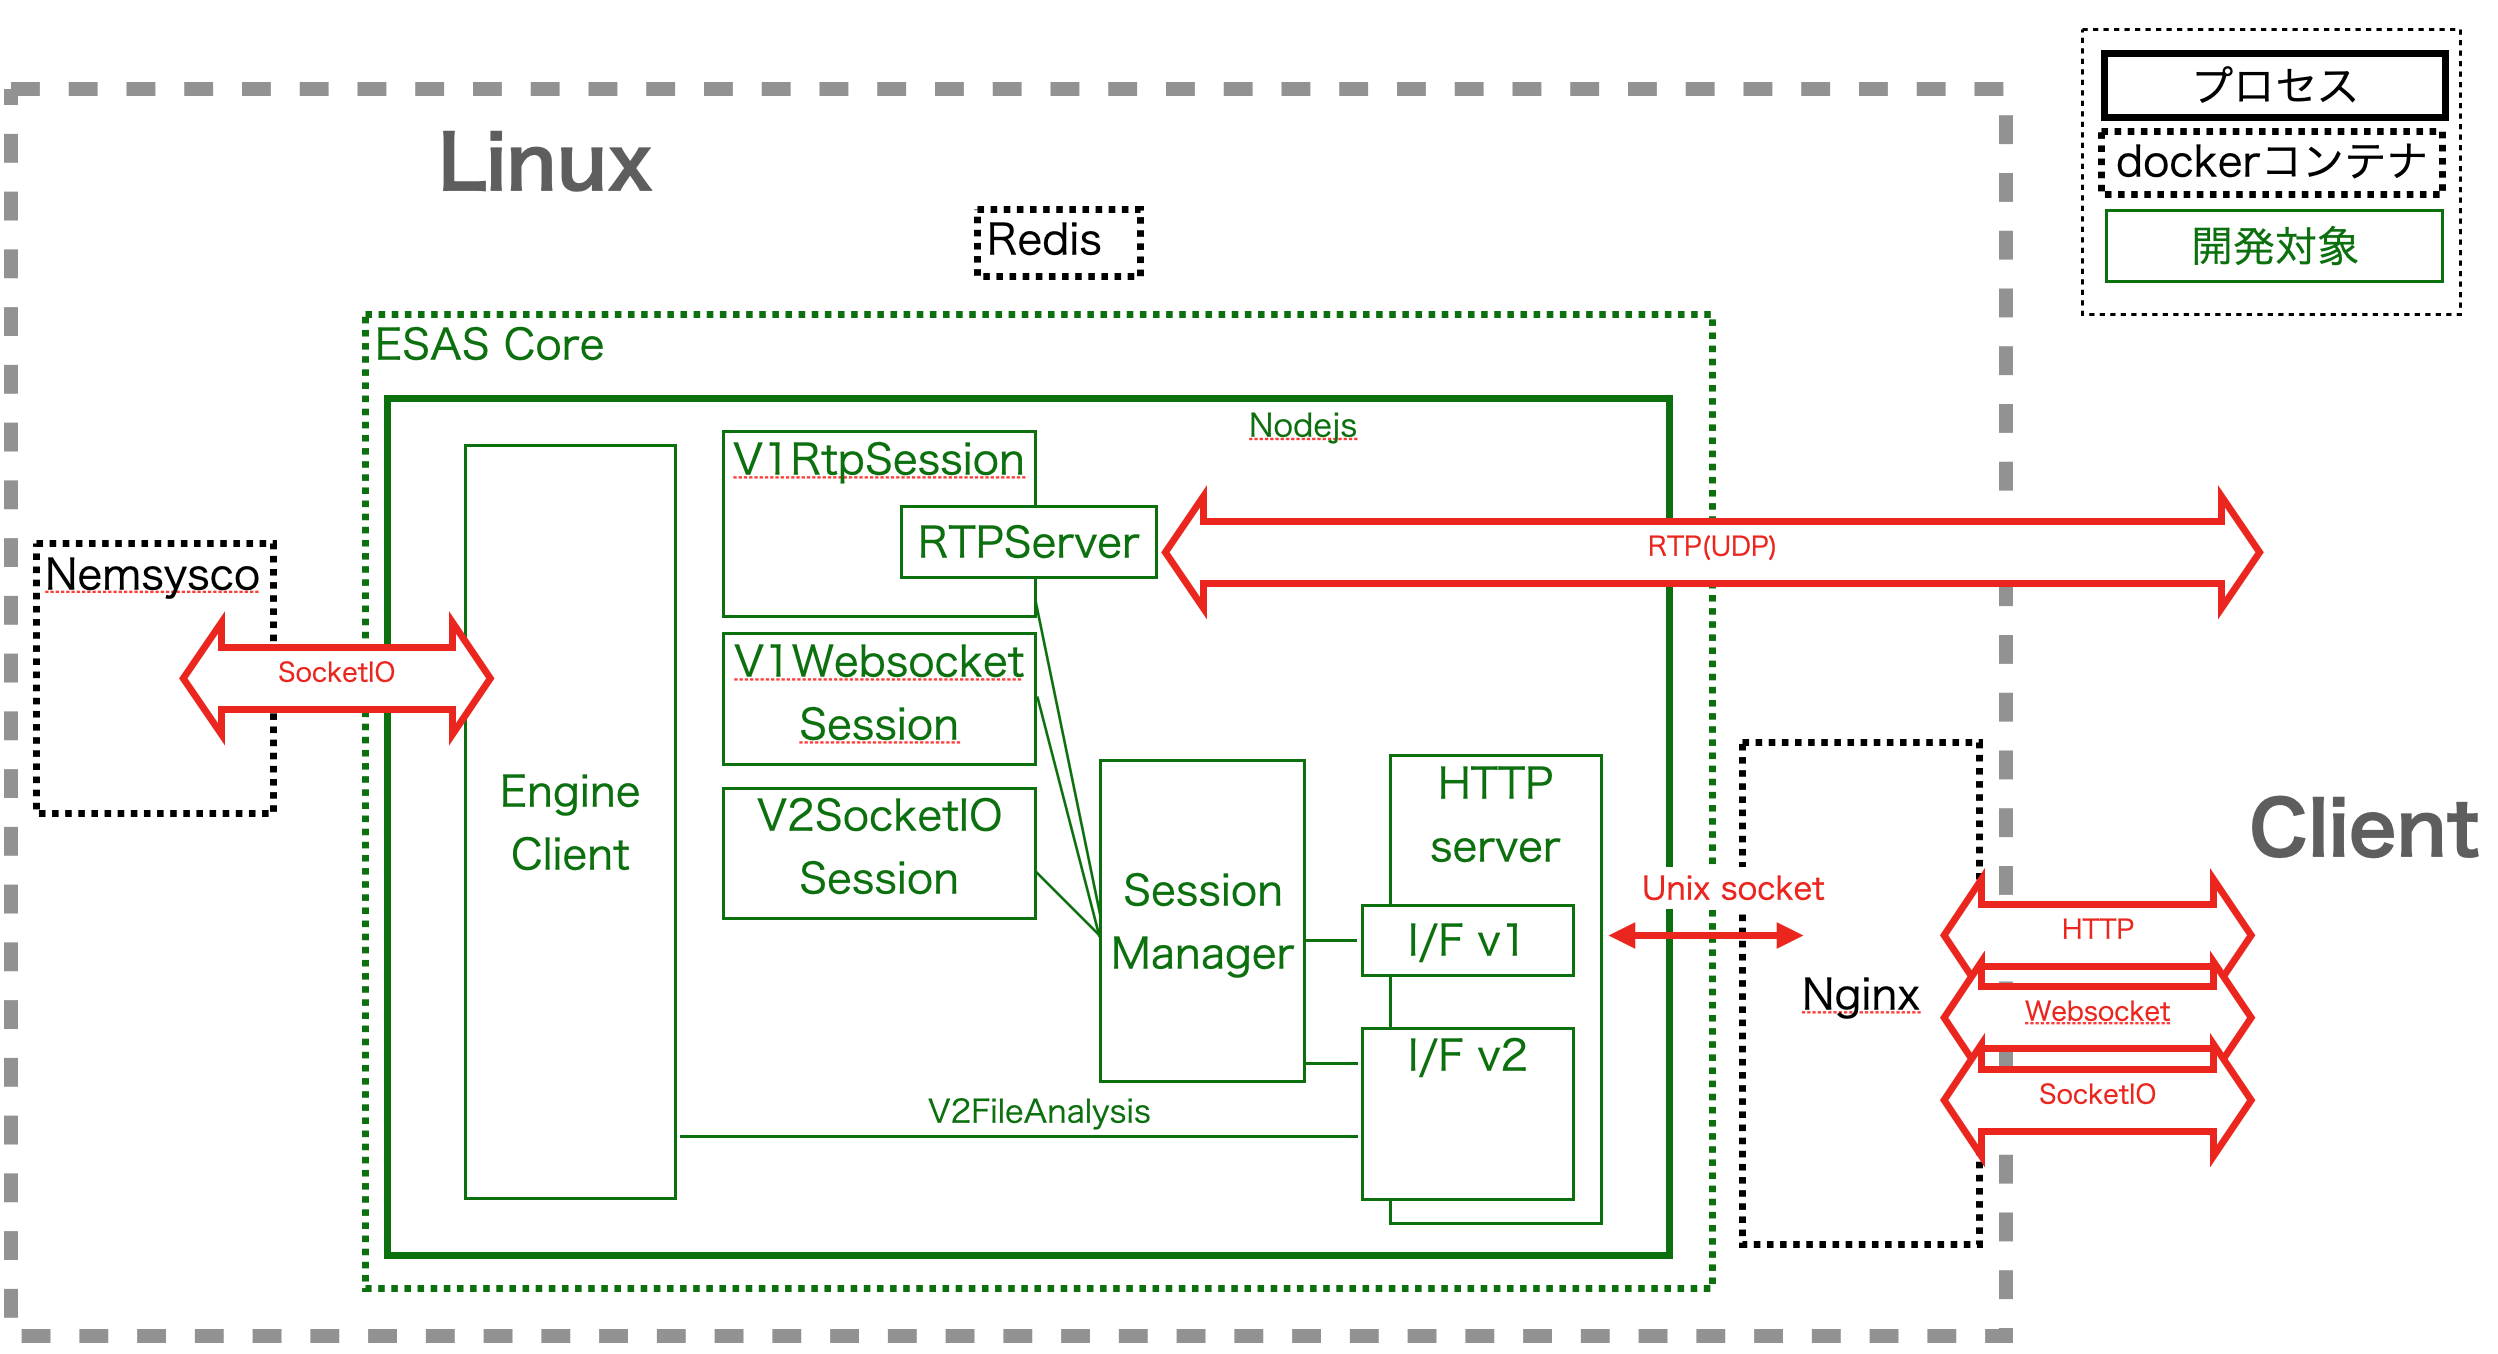 プロセス
dockerコンテナ
開発対象
Linux
Redis
ESAS Core
Nodejs
V1RtpSession
RTPServer
RTP(UDP)
Nemsysco
SocketIO
V1Websocket
Session
Engine
Client
V2SocketIO
Session
Session
Manager
HTTP
server
I/F v1
I/F v2
V2FileAnalysis
Unix socket
Nginx
Client
HTTP
Websocket
SocketIO